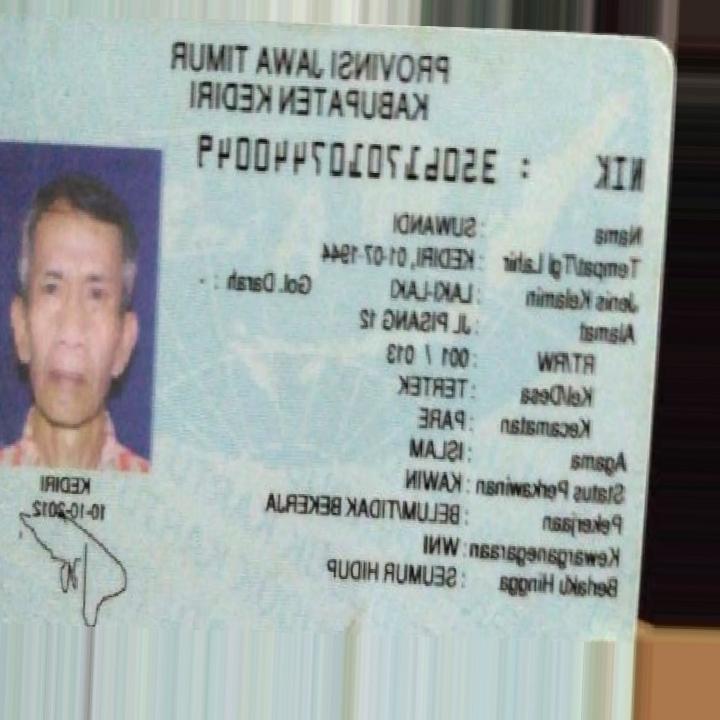 PROVINSI JAWA TIMUR
KABUPATEN KEDIRI
NIK : 3506170107440049
Nama : SUWANDI
Tempat/Tgl Lahir : KEDIRI, 01-07-1944
Jenis Kelamin : LAKI-LAKI Gol. Darah : -
Alamat : JL PISANG 12
RT/RW : 001 / 013
Kel/Desa : TERTEK
Kecamatan : PARE
Agama : ISLAM
Status Perkawinan : KAWIN
Pekerjaan : BELUM/TIDAK BEKERJA
Kewarganegaraan : WNI
Berlaku Hingga : SEUMUR HIDUP
KEDIRI
10-10-2012